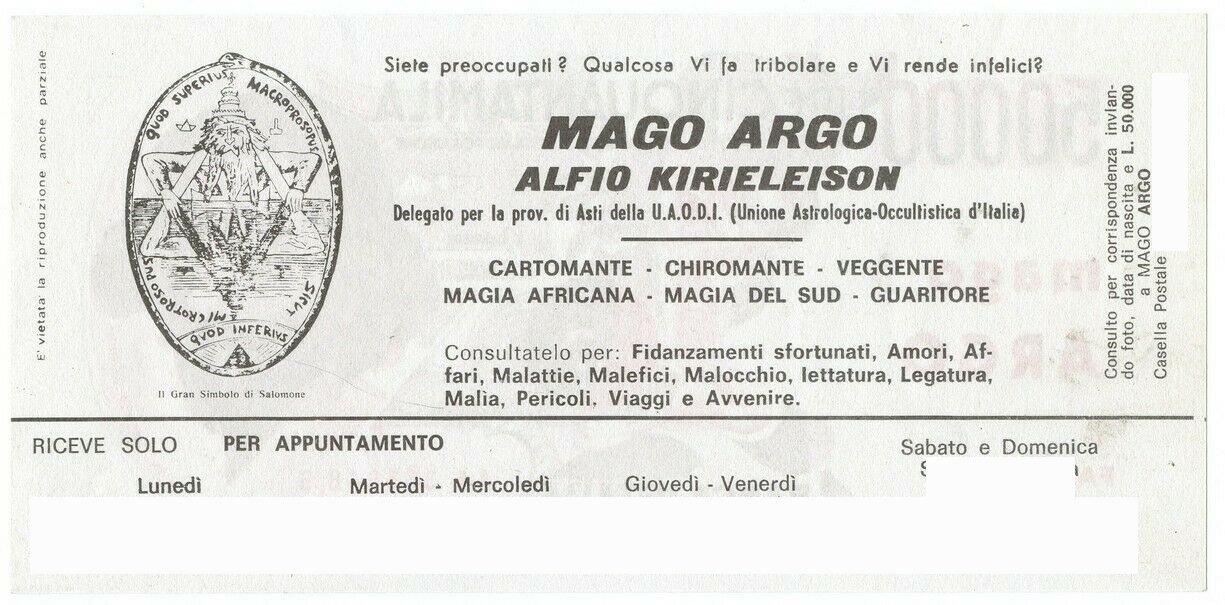 E' vietata la riproduzione anche parziale
QUOD SUPERIUS
MACROPROSOPUS
SICUT
MICROTROSOPUS
QUOD INFERIUS
Il Gran Simbolo di Salomone
Siete preoccupati? Qualcosa Vi fa tribolare e Vi rende infelici?
MAGO ARGO
ALFIO KIRIELEISON
Delegato per la prov. di Asti della U.A.O.D.I. (Unione Astrologica-Occultistica d'Italia)
CARTOMANTE - CHIROMANTE - VEGGENTE
MAGIA AFRICANA - MAGIA DEL SUD - GUARITORE
Consultatelo per: Fidanzamenti sfortunati, Amori, Af-
fari, Malattie, Malefici, Malocchio, Iettatura, Legatura,
Malìa, Pericoli. Viaggi e Avvenire.
Consulto per corrispondenza invian-
do foto, data di nascita e L. 50.000
a MAGO ARGO
Casella Postale
RICEVE SOLO PER APPUNTAMENTO
Sabato e Domenica
Lunedì Martedì - Mercoledì Giovedì - Venerdì